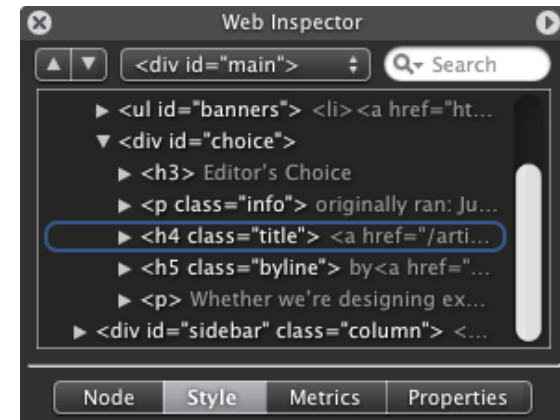 Web Inspector
<div id="main"> Search
<ul id="banners"> <li><a href="ht...
<div id="choice">
<h3> Editor's Choice
<p class="info"> originally ran: Ju...
<h4 class="title"> <a href="/arti...
<h5 class="byline"> by<a href="...
<p> Whether we're designing ex...
<div id="sidebar" class="column"> <...
Node Style Metrics Properties